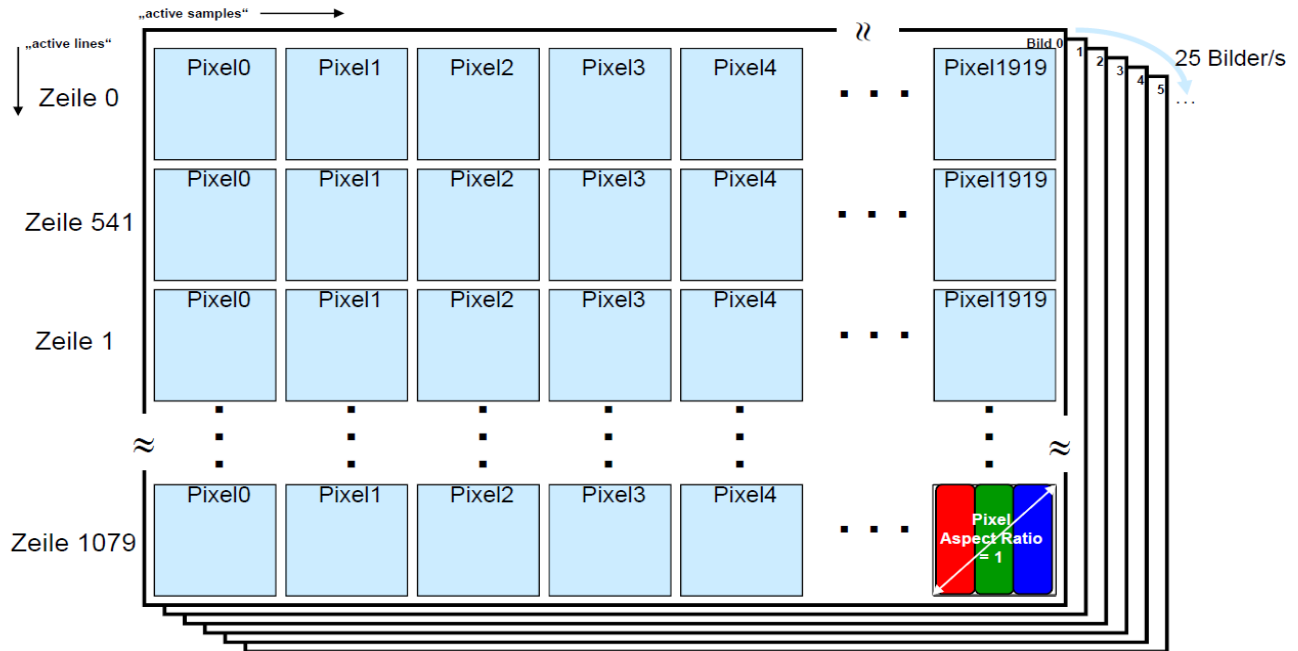 „active samples“
„active lines“
Bild 0 1 2 3 4 5
25 Bilder/s
...
Zeile 0 Pixel0 Pixel1 Pixel2 Pixel3 Pixel4 . . . Pixel1919
Zeile 541 Pixel0 Pixel1 Pixel2 Pixel3 Pixel4 . . . Pixel1919
Zeile 1 Pixel0 Pixel1 Pixel2 Pixel3 Pixel4 . . . Pixel1919
Zeile 1079 Pixel0 Pixel1 Pixel2 Pixel3 Pixel4 . . .
Pixel
Aspect Ratio
= 1